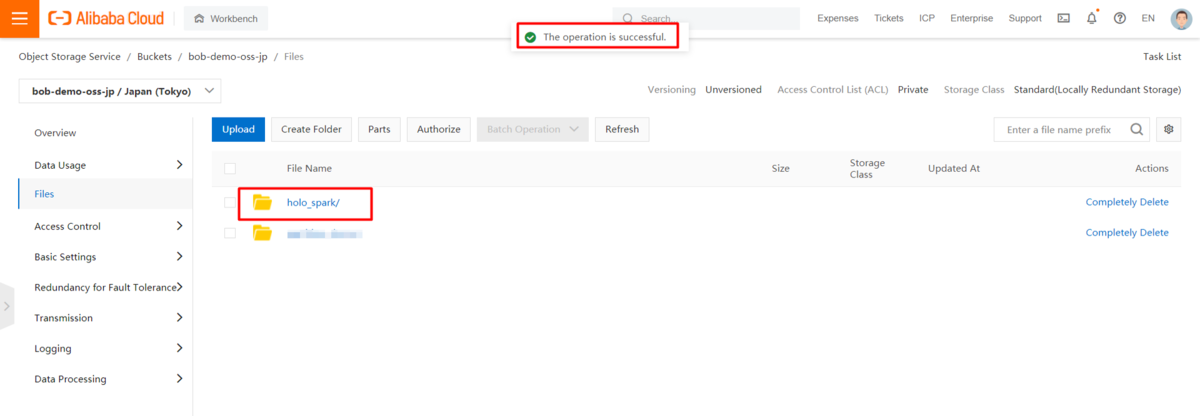 Alibaba Cloud
Workbench
Search
Expenses
Tickets
ICP
Enterprise
Support
EN
The operation is successful.
Object Storage Service / Buckets / bob-demo-oss-jp / Files
Task List
bob-demo-oss-jp / Japan (Tokyo)
Versioning Unversioned Access Control List (ACL) Private Storage Class Standard(Locally Redundant Storage)
Overview
Data Usage
Files
Access Control
Basic Settings
Redundancy for Fault Tolerance
Transmission
Logging
Data Processing
Upload
Create Folder
Parts
Authorize
Batch Operation
Refresh
Enter a file name prefix
File Name
Size
Storage
Class
Updated At
Actions
holo_spark/
Completely Delete
Completely Delete